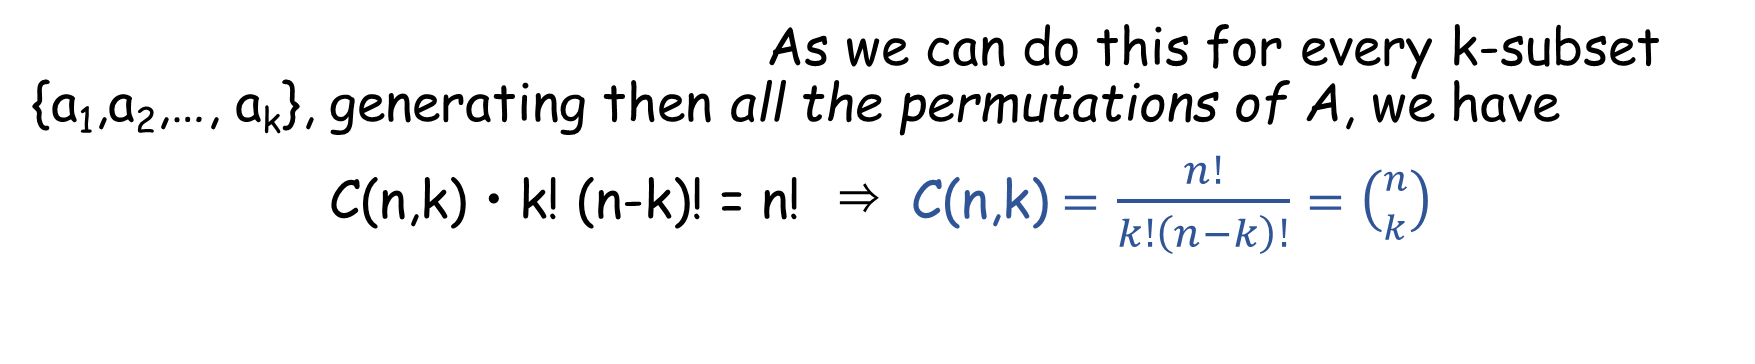 As we can do this for every k-subset
{a₁,a₂,…, aₖ}, generating then all the permutations of A, we have
C(n,k) · k! (n-k)! = n! ⇒ C(n,k) = n! / k!(n−k)! = (n k)